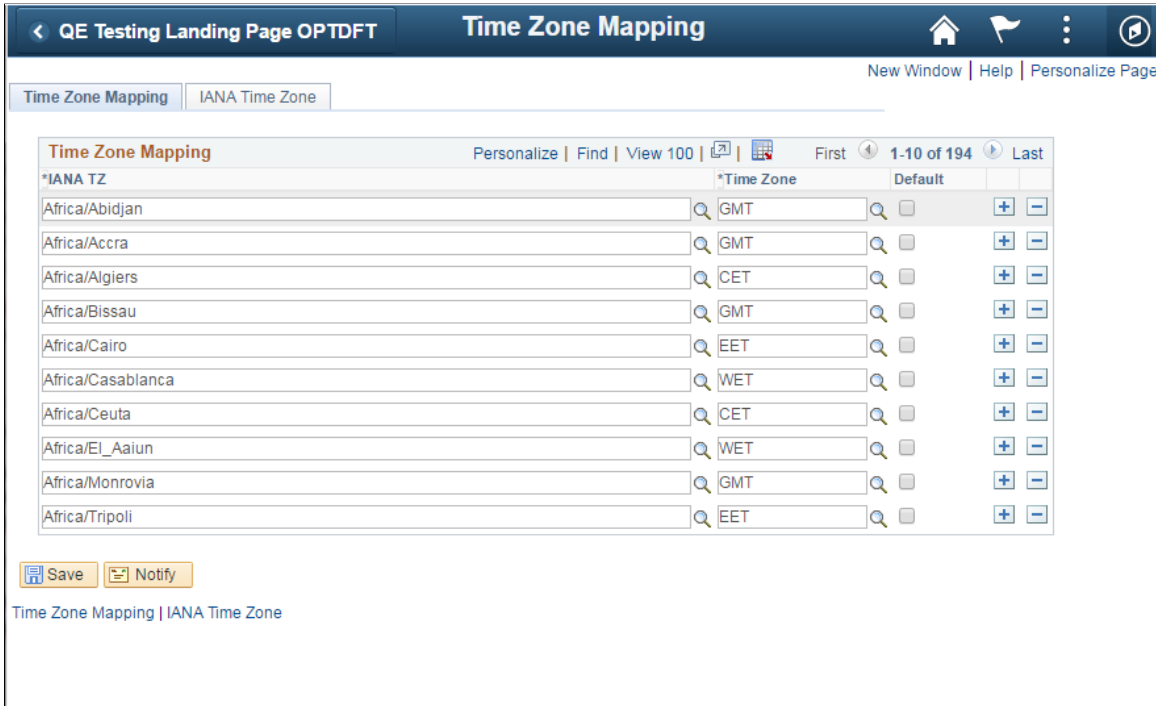 QE Testing Landing Page OPTDFT Time Zone Mapping
New Window | Help | Personalize Page
Time Zone Mapping IANA Time Zone
Time Zone Mapping Personalize | Find | View 100 | | First 1-10 of 194 Last
*IANA TZ *Time Zone Default
Africa/Abidjan GMT
Africa/Accra GMT
Africa/Algiers CET
Africa/Bissau GMT
Africa/Cairo EET
Africa/Casablanca WET
Africa/Ceuta CET
Africa/El_Aaiun WET
Africa/Monrovia GMT
Africa/Tripoli EET
Save Notify
Time Zone Mapping | IANA Time Zone